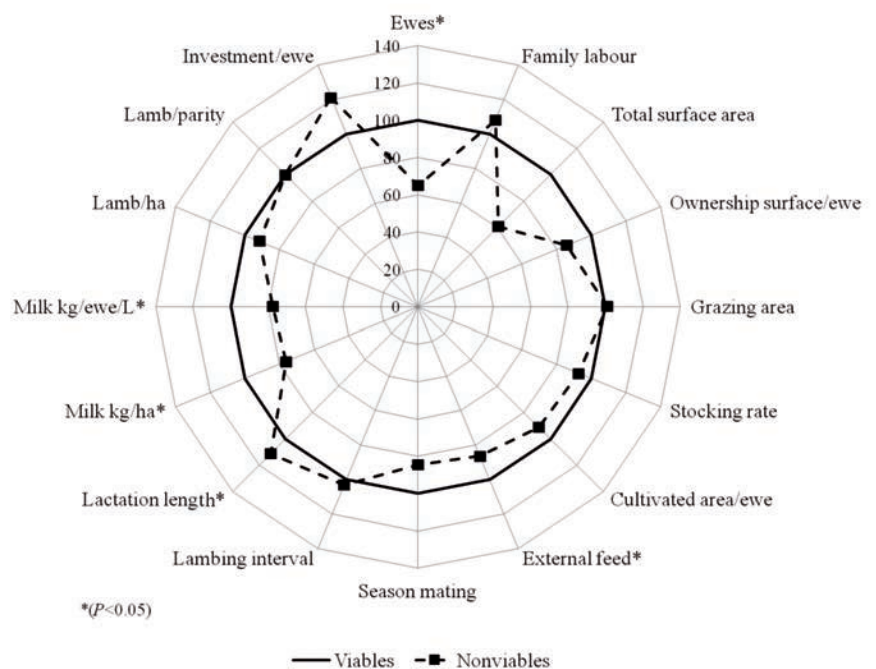 Ewes*
140
120
100
80
60
40
20
0
Family labour
Total surface area
Ownership surface/ewe
Grazing area
Stocking rate
Cultivated area/ewe
External feed*
Season mating
Lambing interval
Lactation length*
Milk kg/ha*
Milk kg/ewe/L*
Lamb/ha
Lamb/parity
Investment/ewe
*(P<0.05)
Viables Nonviables